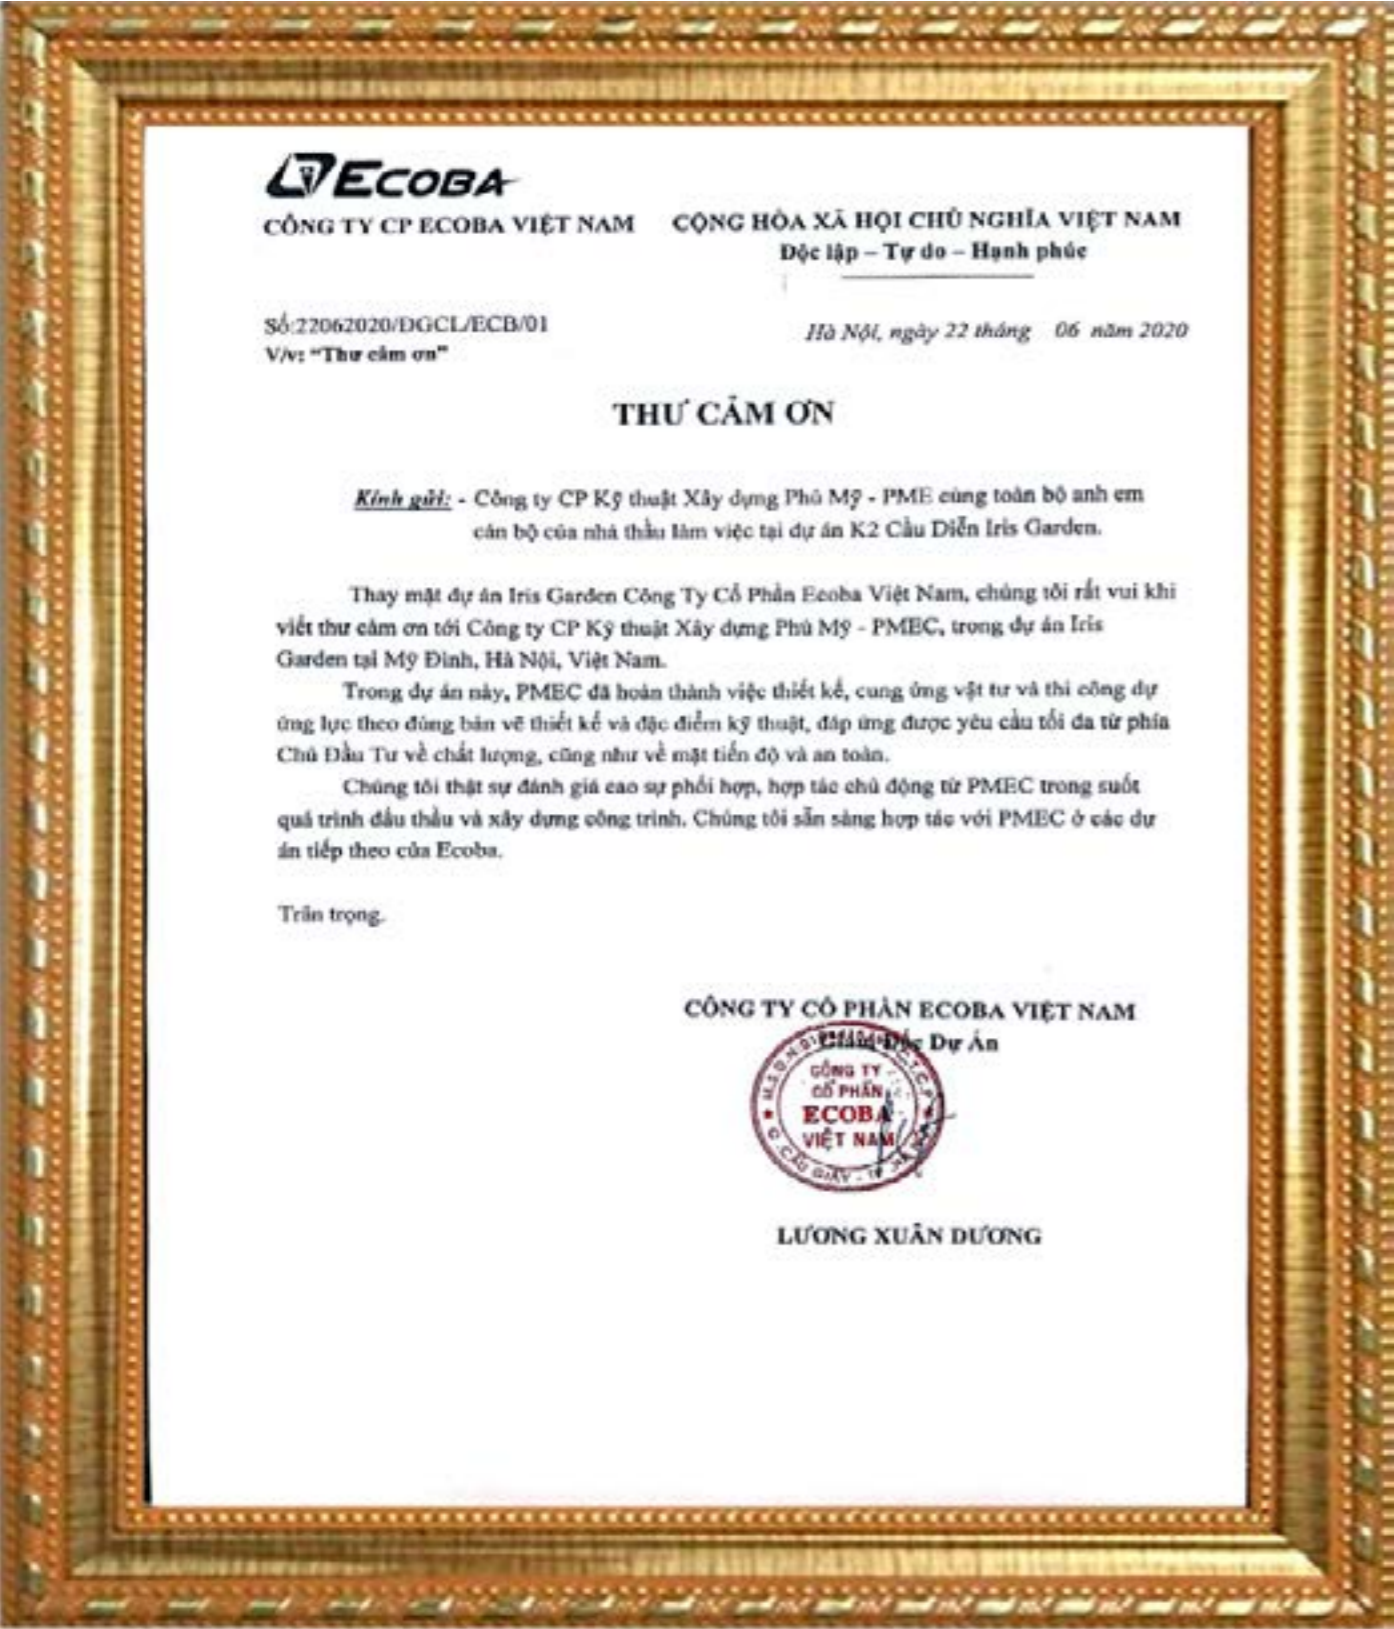 ECOBA
CÔNG TY CP ECOBA VIỆT NAM
CỘNG HÒA XÃ HỘI CHỦ NGHĨA VIỆT NAM
Độc lập – Tự do – Hạnh phúc
Số:22062020/ĐGCL/ECB/01
Hà Nội, ngày 22 tháng 06 năm 2020
V/v: “Thư cảm ơn”
THƯ CẢM ƠN
Kính gửi: - Công ty CP Kỹ thuật Xây dựng Phú Mỹ - PME cùng toàn bộ anh em
cán bộ của nhà thầu làm việc tại dự án K2 Cầu Diễn Iris Garden.
Thay mặt dự án Iris Garden Công Ty Cổ Phần Ecoba Việt Nam, chúng tôi rất vui khi
viết thư cảm ơn tới Công ty CP Kỹ thuật Xây dựng Phú Mỹ - PMEC, trong dự án Iris
Garden tại Mỹ Đình, Hà Nội, Việt Nam.
Trong dự án này, PMEC đã hoàn thành việc thiết kế, cung ứng vật tư và thi công dự
ứng lực theo đúng bản vẽ thiết kế và đặc điểm kỹ thuật, đáp ứng được yêu cầu tối đa từ phía
Chủ Đầu Tư về chất lượng, cũng như về mặt tiến độ và an toàn.
Chúng tôi thật sự đánh giá cao sự phối hợp, hợp tác chủ động từ PMEC trong suốt
quá trình đấu thầu và xây dựng công trình. Chúng tôi sẵn sàng hợp tác với PMEC ở các dự
án tiếp theo của Ecoba.
Trân trọng.
CÔNG TY CỔ PHẦN ECOBA VIỆT NAM
Giám Đốc Dự Án
CÔNG TY
CỔ PHẦN
ECOBA
VIỆT NAM
Q.CẦU GIẤY - TP.HÀ
LƯƠNG XUÂN DƯƠNG